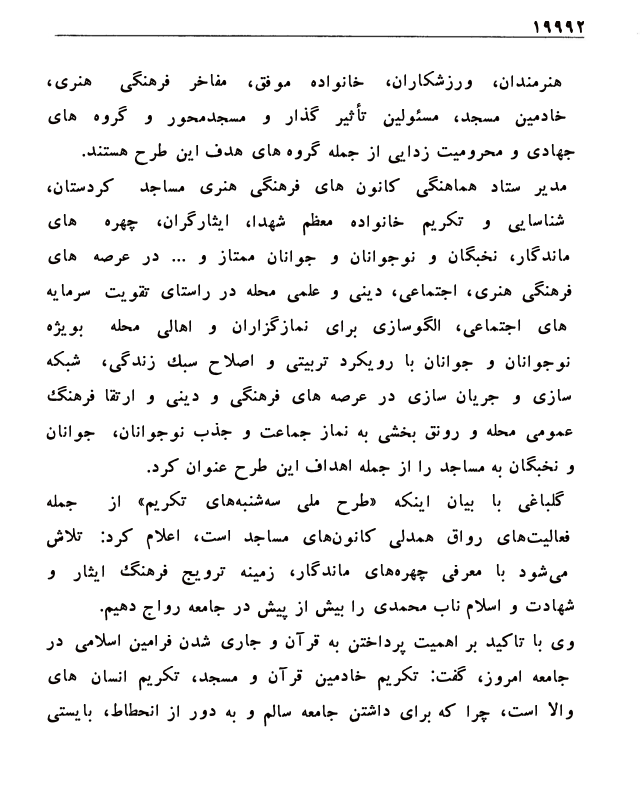 ۱۹۹۹۲
هنرمندان، ورزشکاران، خانواده موفق، مفاخر فرهنگی هنری،
خادمین مسجد، مسئولین تأثیر گذار و مسجدمحور و گروه های
جهادی و محرومیت زدایی از جمله گروه های هدف این طرح هستند.
مدیر ستاد هماهنگی کانون های فرهنگی هنری مساجد کردستان،
شناسایی و تکریم خانواده معظم شهدا، ایثارگران، چهره های
ماندگار، نخبگان و نوجوانان و جوانان ممتاز و ... در عرصه های
فرهنگی هنری، اجتماعی، دینی و علمی محله در راستای تقویت سرمایه
های اجتماعی، الگوسازی برای نمازگزاران و اهالی محله بویژه
نوجوانان و جوانان با رویکرد تربیتی و اصلاح سبک زندگی، شبکه
سازی و جریان سازی در عرصه های فرهنگی و دینی و ارتقا فرهنگ
عمومی محله و رونق بخشی به نماز جماعت و جذب نوجوانان، جوانان
و نخبگان به مساجد را از جمله اهداف این طرح عنوان کرد.
گلباغی با بیان اینکه «طرح ملی سه‌شنبه‌های تکریم» از جمله
فعالیت‌های رواق همدلی کانون‌های مساجد است، اعلام کرد: تلاش
می‌شود با معرفی چهره‌های ماندگار، زمینه ترویج فرهنگ ایثار و
شهادت و اسلام ناب محمدی را بیش از پیش در جامعه رواج دهیم.
وی با تاکید بر اهمیت پرداختن به قرآن و جاری شدن فرامین اسلامی در
جامعه امروز، گفت: تکریم خادمین قرآن و مسجد، تکریم انسان های
والا است، چرا که برای داشتن جامعه سالم و به دور از انحطاط، بایستی